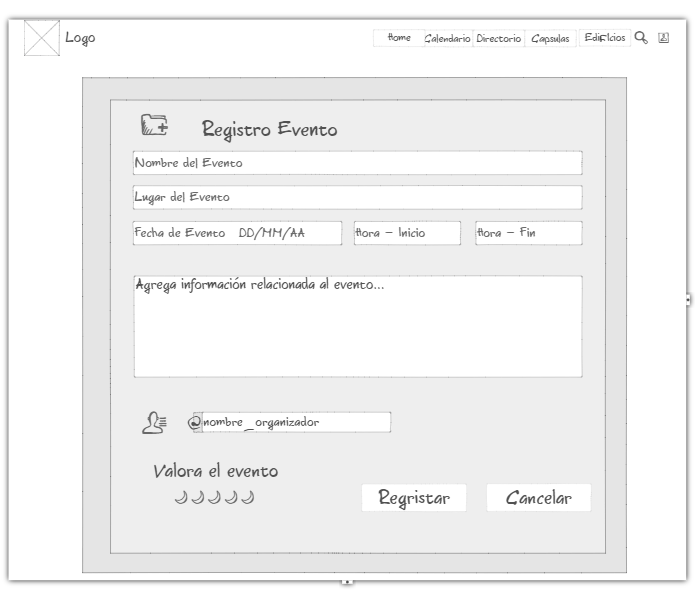 Logo
Home Calendario Directorio Capsulas Edificios
Registro Evento
Nombre del Evento
Lugar del Evento
Fecha de Evento DD/MM/AA Hora - Inicio Hora - Fin
Agrega información relacionada al evento...
@nombre_organizador
Valora el evento
Regristar Cancelar